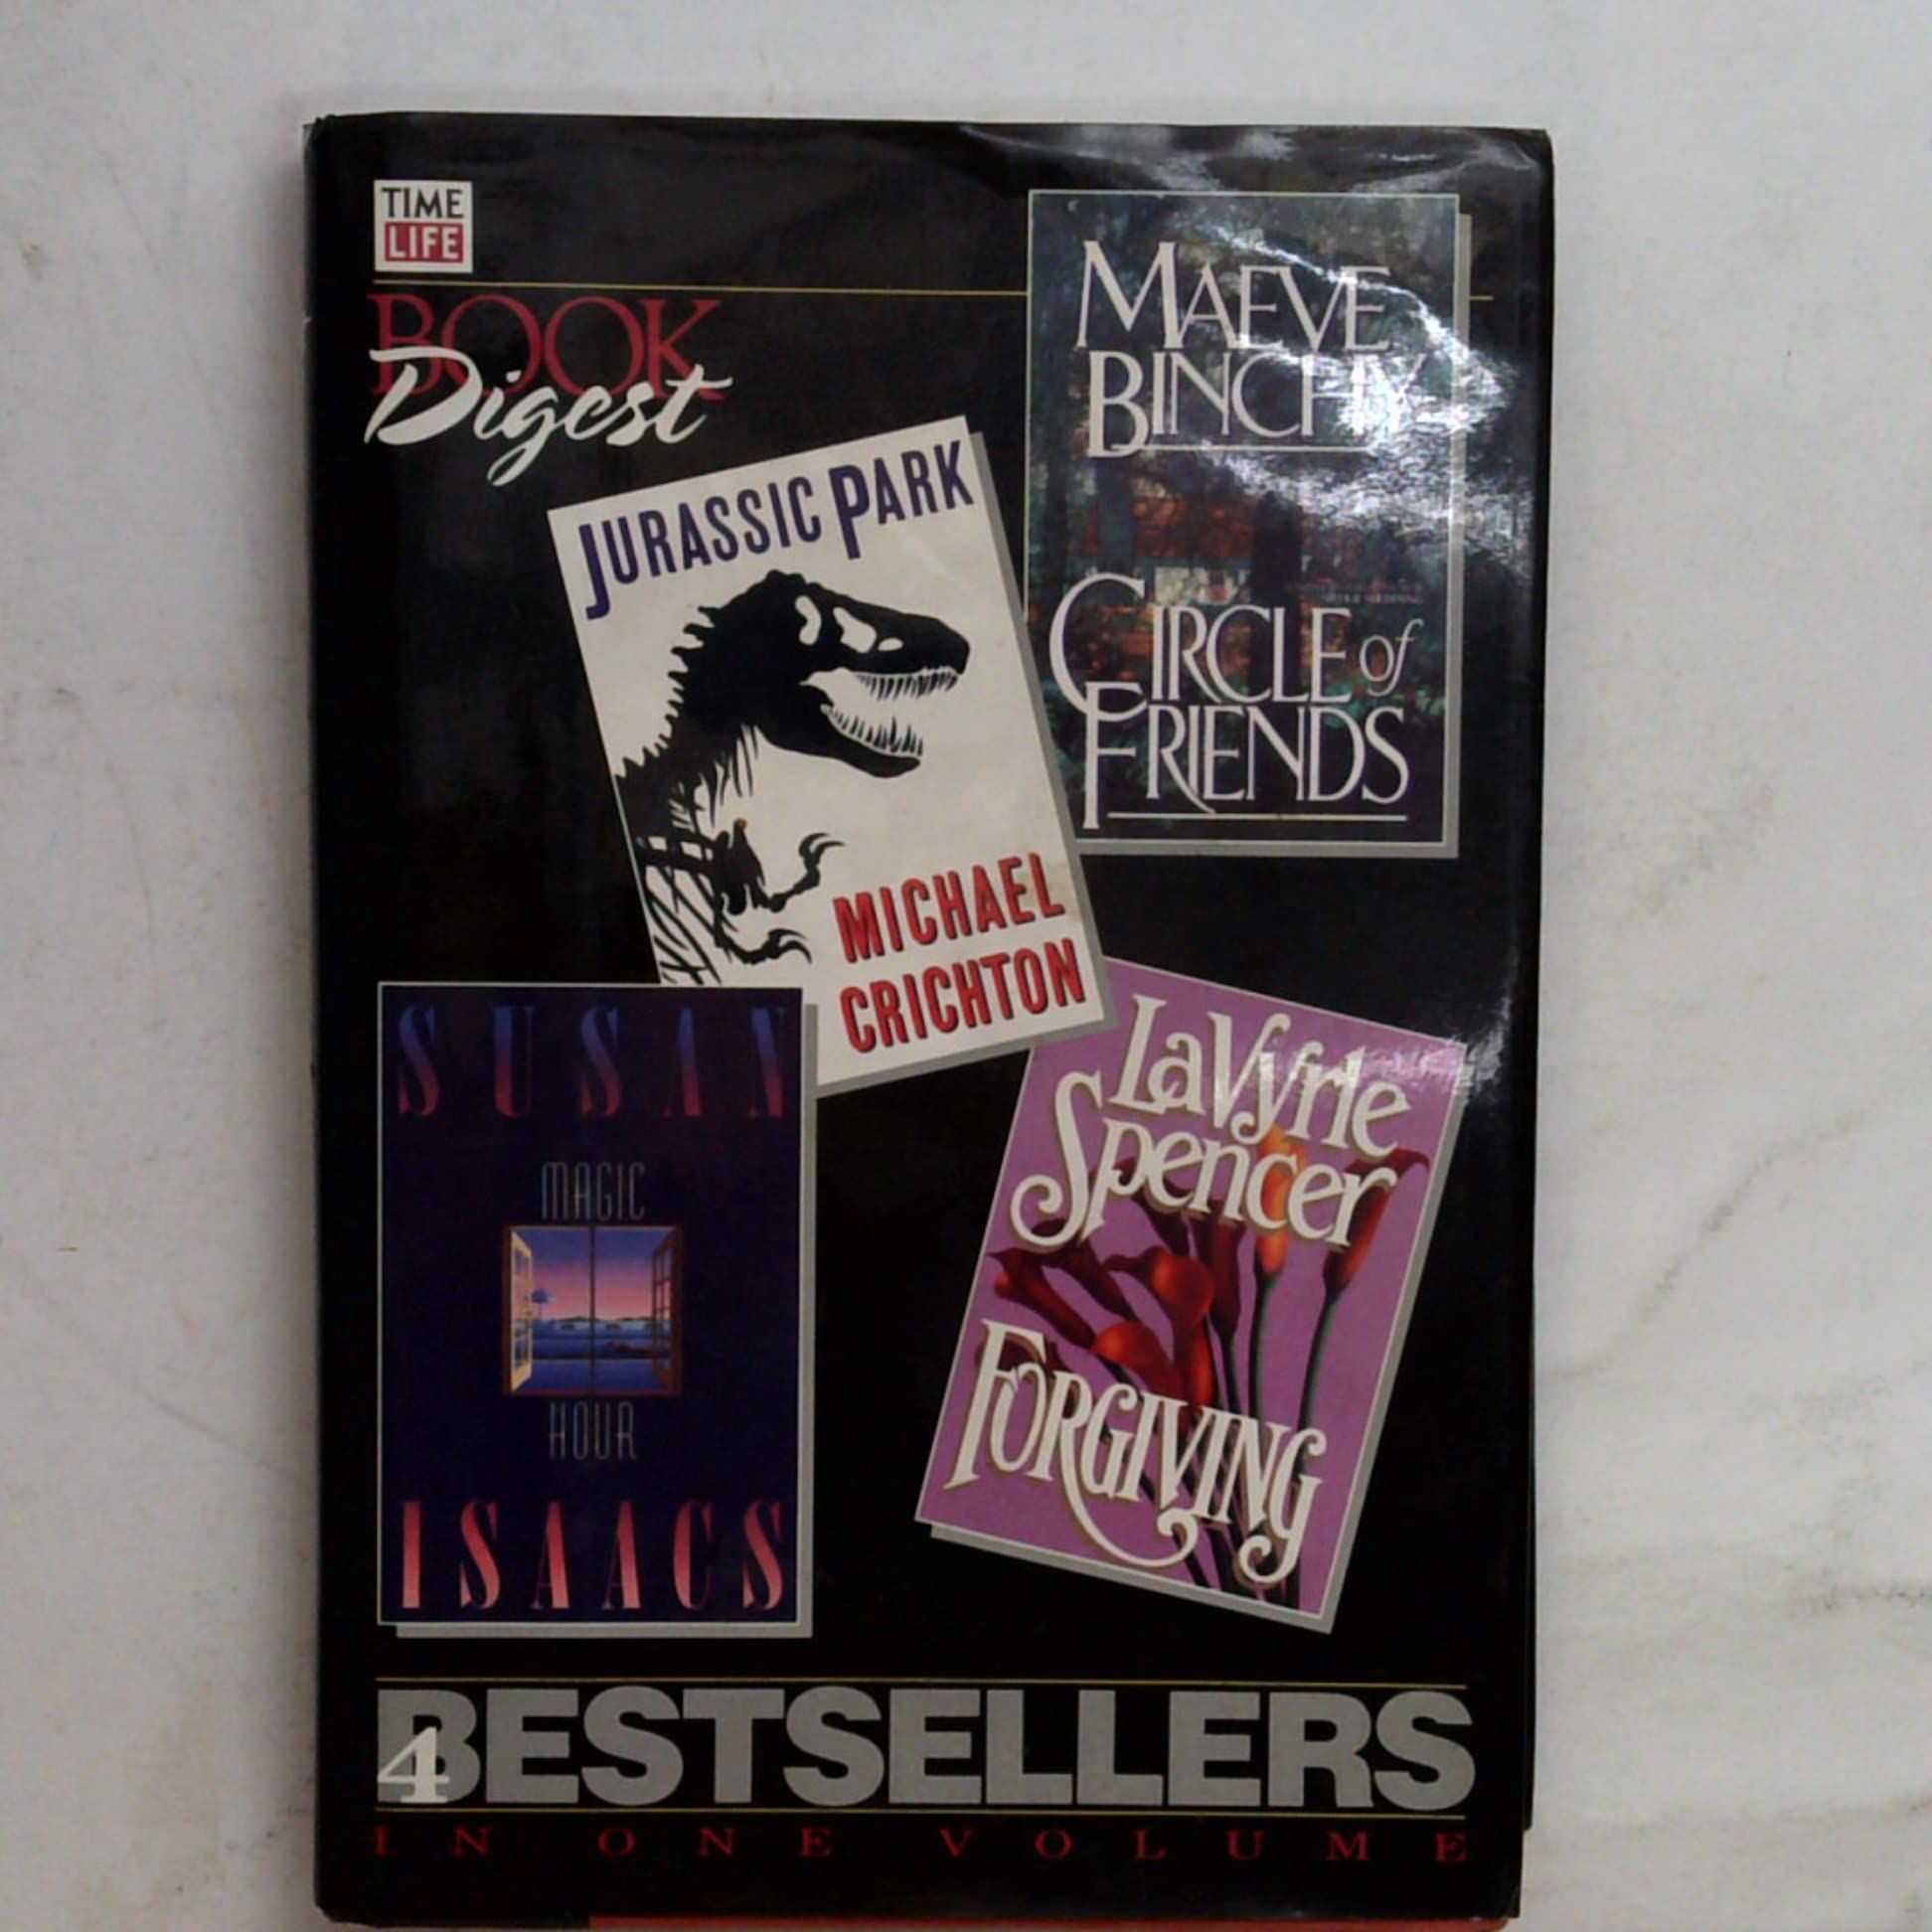 TIME
LIFE
BOOK
Digest
MAEVE
BINCHY
CIRCLE of
FRIENDS
JURASSIC PARK
MICHAEL
CRICHTON
SUSAN
MAGIC
HOUR
ISAACS
LaVyrle
Spencer
FORGIVING
4 BESTSELLERS
IN ONE VOLUME